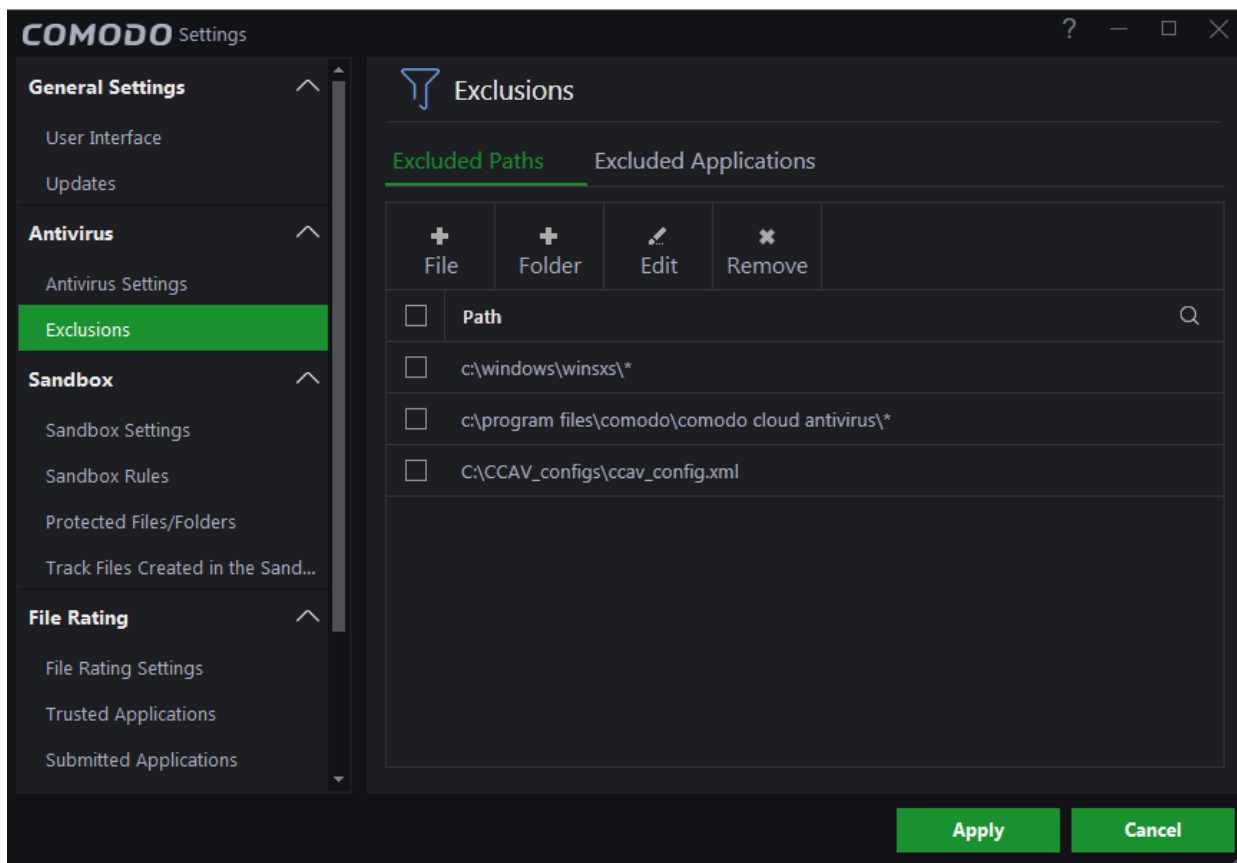 COMODO Settings
?
General Settings
User Interface
Updates
Antivirus
Antivirus Settings
Exclusions
Sandbox
Sandbox Settings
Sandbox Rules
Protected Files/Folders
Track Files Created in the Sand...
File Rating
File Rating Settings
Trusted Applications
Submitted Applications
Exclusions
Excluded Paths Excluded Applications
File Folder Edit Remove
Path
c:\windows\winsxs\*
c:\program files\comodo\comodo cloud antivirus\*
C:\CCAV_configs\ccav_config.xml
Apply Cancel